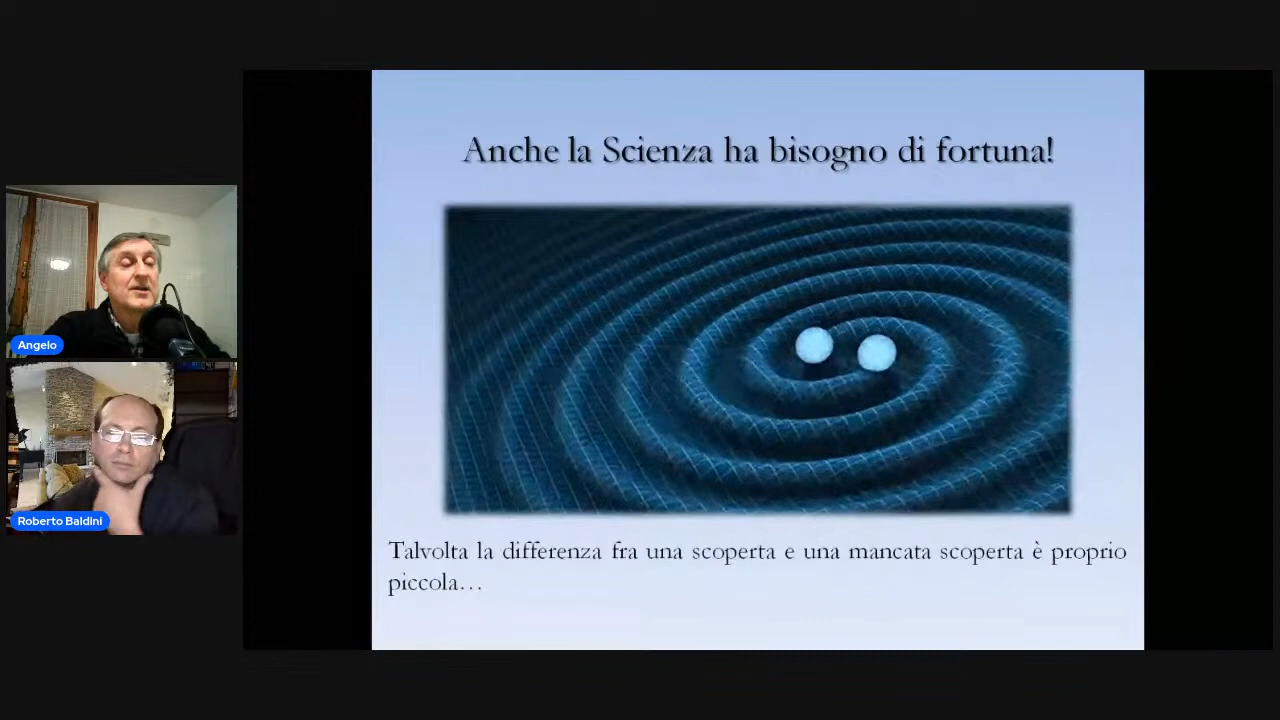 Anche la Scienza ha bisogno di fortuna!
Angelo
Roberto Baldini
Talvolta la differenza fra una scoperta e una mancata scoperta è proprio
piccola…